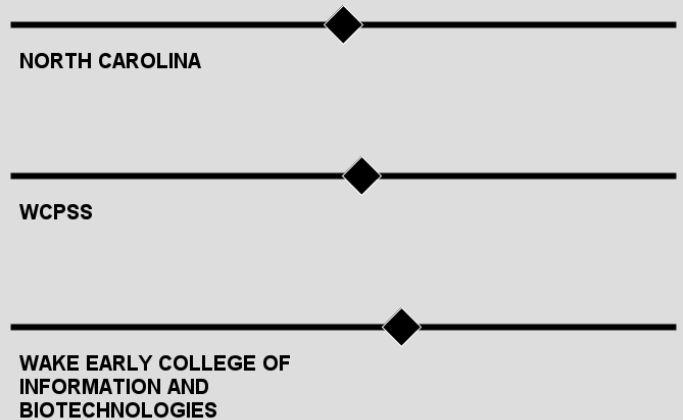 NORTH CAROLINA
WCPSS
WAKE EARLY COLLEGE OF
INFORMATION AND
BIOTECHNOLOGIES